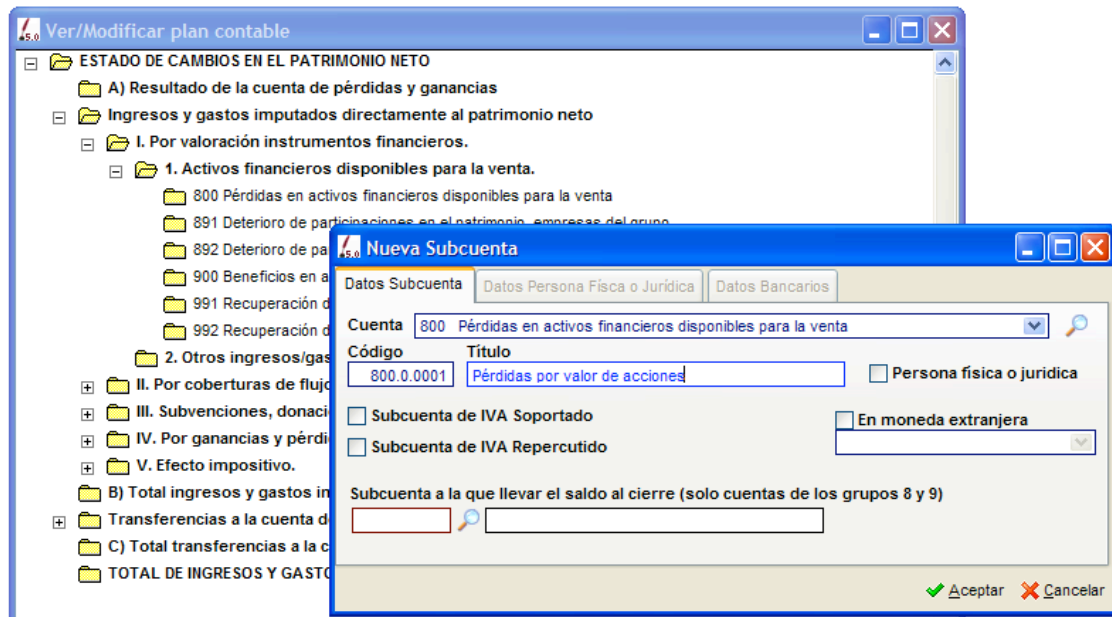 5.0 Ver/Modificar plan contable
ESTADO DE CAMBIOS EN EL PATRIMONIO NETO
A) Resultado de la cuenta de pérdidas y ganancias
Ingresos y gastos imputados directamente al patrimonio neto
I. Por valoración instrumentos financieros.
1. Activos financieros disponibles para la venta.
800 Pérdidas en activos financieros disponibles para la venta
891 Deterioro de participaciones en el patrimonio, empresas del grupo
892 Deterioro de pa
900 Beneficios en a
991 Recuperación d
992 Recuperación d
2. Otros ingresos/gas
II. Por coberturas de flujo
III. Subvenciones, donaci
IV. Por ganancias y pérdi
V. Efecto impositivo.
B) Total ingresos y gastos in
Transferencias a la cuenta d
C) Total transferencias a la c
TOTAL DE INGRESOS Y GASTO
5.0 Nueva Subcuenta
Datos Subcuenta Datos Persona Físca o Jurídica Datos Bancarios
Cuenta 800 Pérdidas en activos financieros disponibles para la venta
Código Título
800.0.0001 Pérdidas por valor de acciones Persona física o juridica
Subcuenta de IVA Soportado En moneda extranjera
Subcuenta de IVA Repercutido
Subcuenta a la que llevar el saldo al cierre (solo cuentas de los grupos 8 y 9)
Aceptar Cancelar